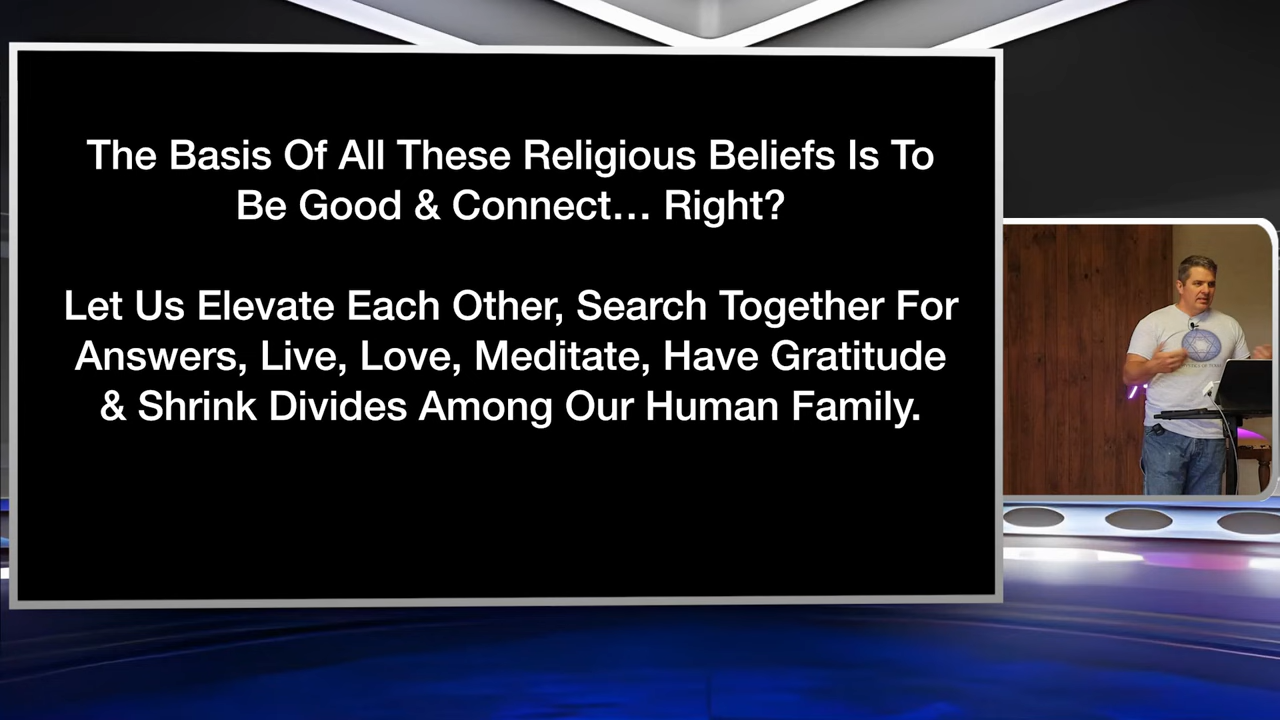 The Basis Of All These Religious Beliefs Is To
Be Good & Connect... Right?
Let Us Elevate Each Other, Search Together For
Answers, Live, Love, Meditate, Have Gratitude
& Shrink Divides Among Our Human Family.